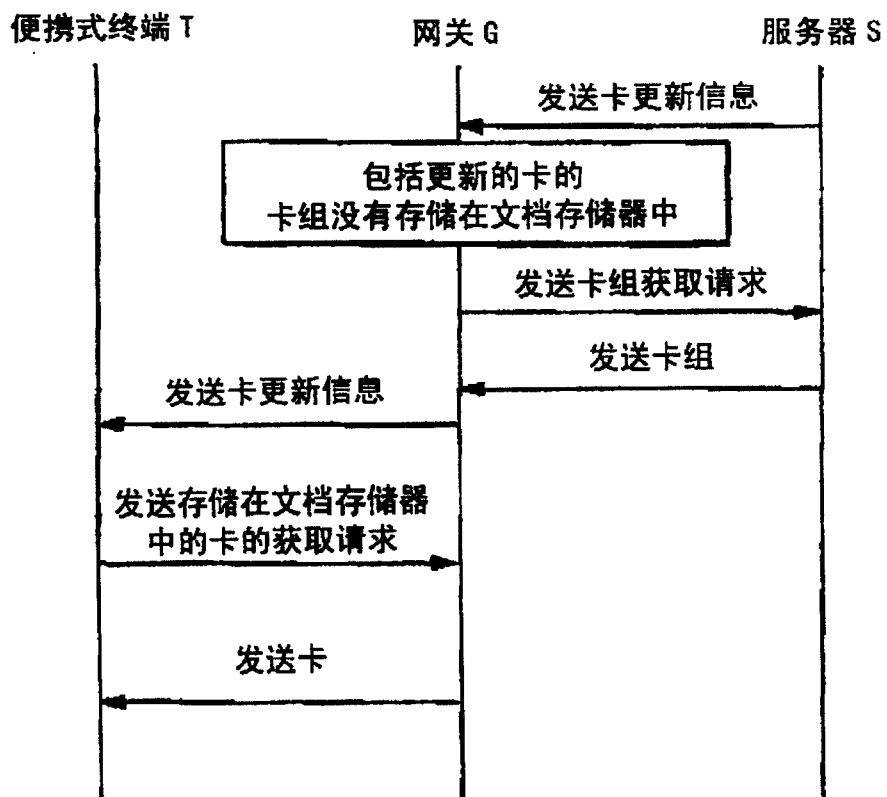 便携式终端 T
网关 G
服务器 S
发送卡更新信息
包括更新的卡的
卡组没有存储在文档存储器中
发送卡组获取请求
发送卡组
发送卡更新信息
发送存储在文档存储器
中的卡的获取请求
发送卡